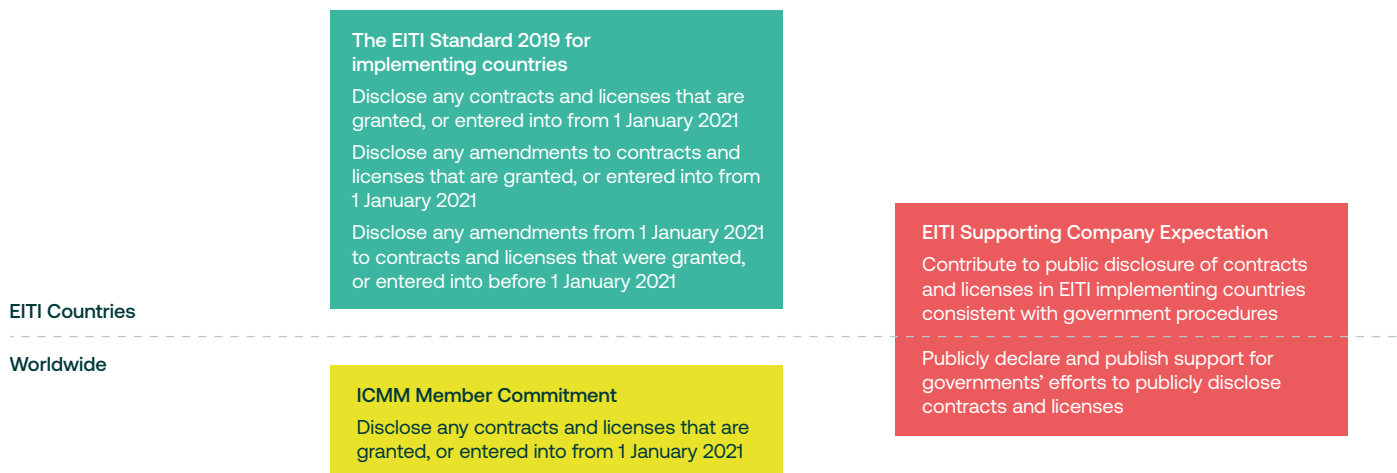 The EITI Standard 2019 for
implementing countries
Disclose any contracts and licenses that are
granted, or entered into from 1 January 2021
Disclose any amendments to contracts and
licenses that are granted, or entered into from
1 January 2021
Disclose any amendments from 1 January 2021
to contracts and licenses that were granted,
or entered into before 1 January 2021
EITI Supporting Company Expectation
Contribute to public disclosure of contracts
and licenses in EITI implementing countries
consistent with government procedures
EITI Countries
Worldwide
Publicly declare and publish support for
governments’ efforts to publicly disclose
contracts and licenses
ICMM Member Commitment
Disclose any contracts and licenses that are
granted, or entered into from 1 January 2021